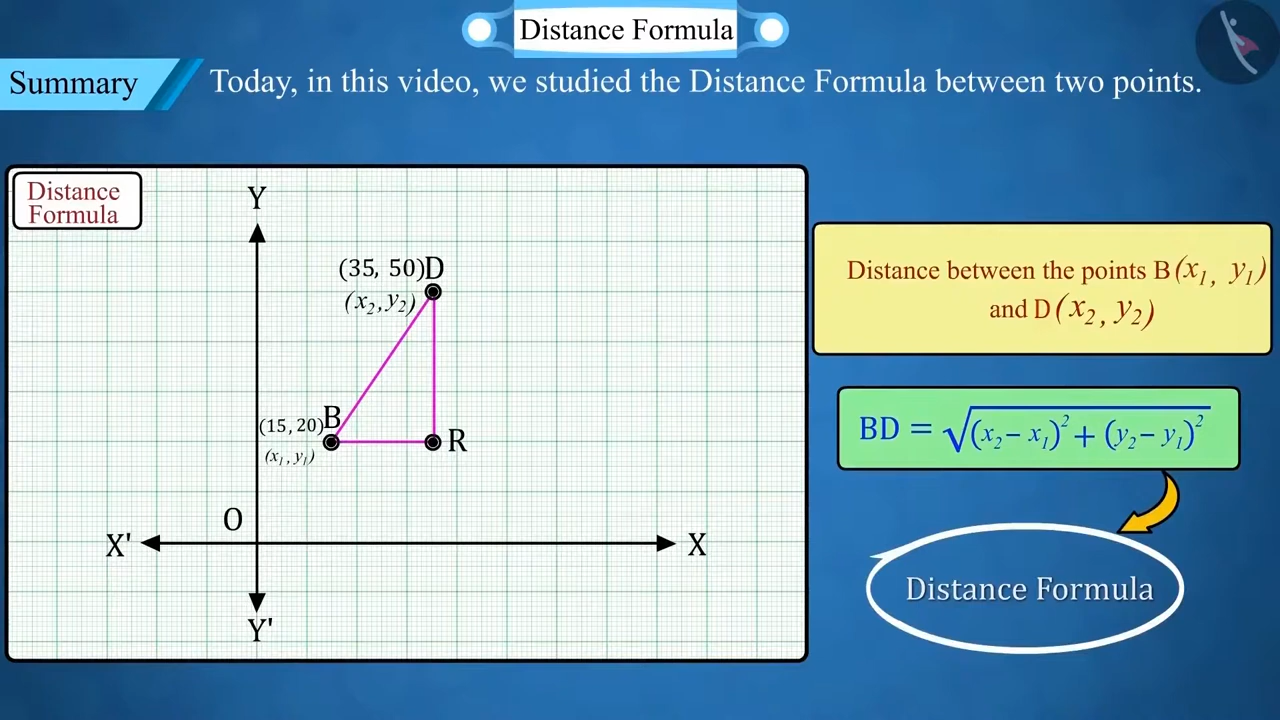 Distance Formula
Summary
Today, in this video, we studied the Distance Formula between two points.
Distance
Formula
Y
(35, 50)D
(x₂, y₂)
(15, 20)B
(x₁, y₁)
R
O
X'
X
Y'
Distance between the points B(x₁, y₁)
and D(x₂, y₂)
BD = √(x₂ − x₁)² + (y₂ − y₁)²
Distance Formula